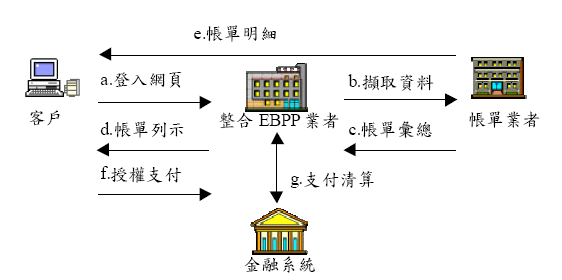 e.帳單明細
a.登入網頁
b.擷取資料
客戶
整合 EBPP 業者
帳單業者
d.帳單列示
c.帳單彙總
f.授權支付
g.支付清算
金融系統